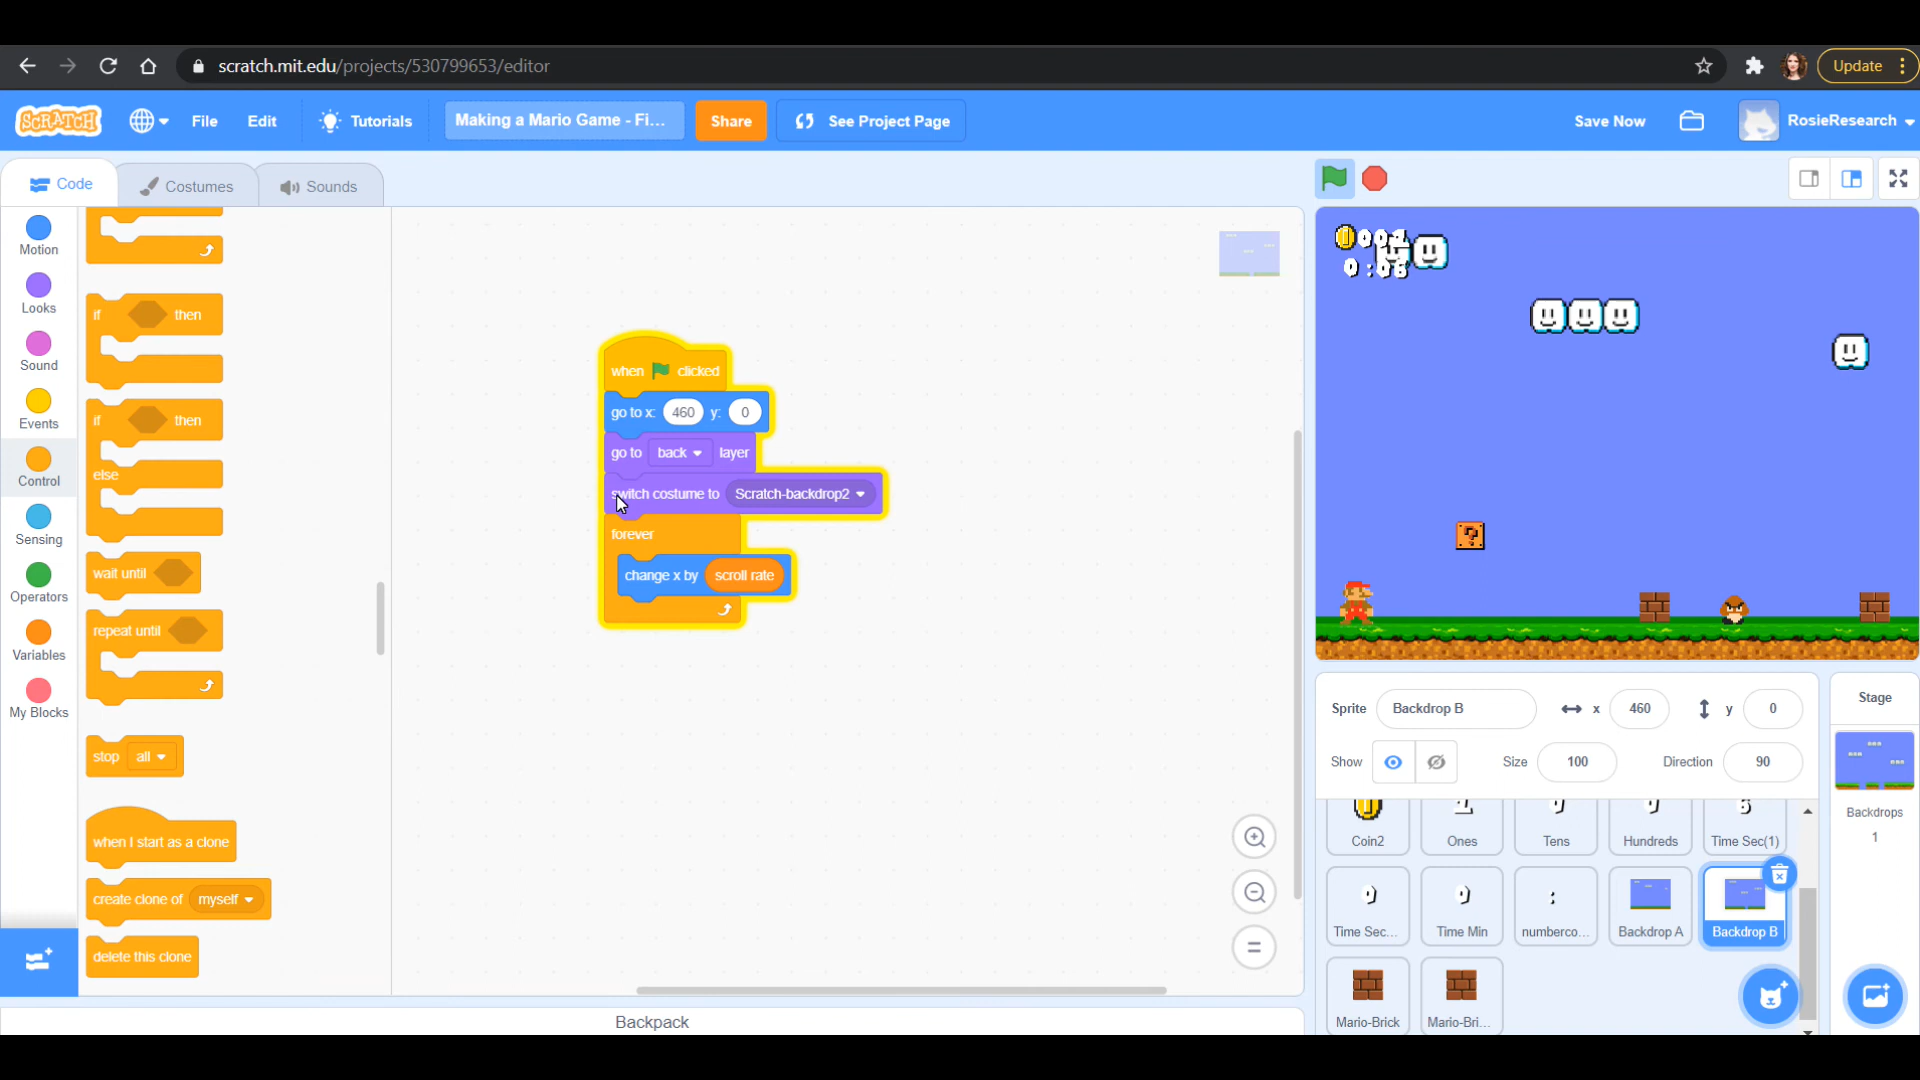 scratch.mit.edu/projects/530799653/editor
Update
SCRATCH
File
Edit
Tutorials
Making a Mario Game - Fi...
Share
See Project Page
Save Now
RosieResearch
Code
Costumes
Sounds
Motion
Looks
Sound
Events
Control
Sensing
Operators
Variables
My Blocks
if then
if then
else
wait until
repeat until
stop all
when I start as a clone
create clone of myself
delete this clone
when clicked
go to x: 460 y: 0
go to back layer
switch costume to Scratch-backdrop2
forever
change x by scroll rate
Backpack
?
Sprite Backdrop B x 460 y 0
Show Size 100 Direction 90
Coin2
Ones
Tens
Hundreds
Time Sec(1)
Time Sec...
Time Min
:
numberco...
Backdrop A
Backdrop B
Mario-Brick
Mario-Bri...
Stage
Backdrops
1